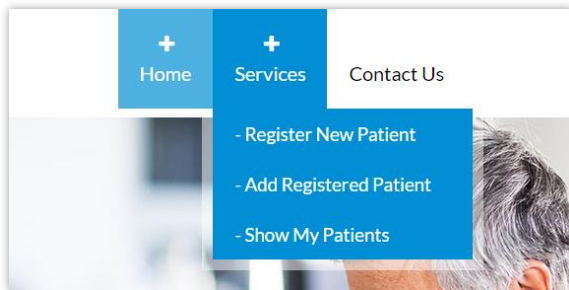 Home
Services
Contact Us
- Register New Patient
- Add Registered Patient
- Show My Patients